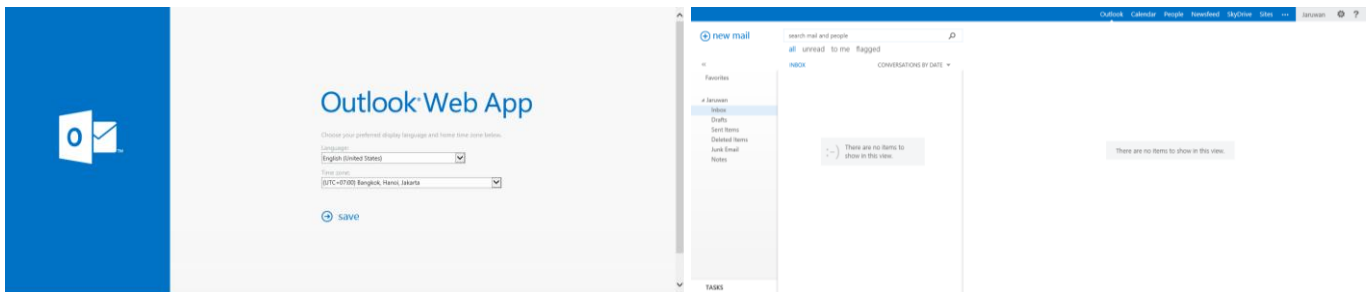 Outlook Web App
Choose your preferred display language and home time zone below.
Language:
English (United States)
Time zone:
(UTC+07:00) Bangkok, Hanoi, Jakarta
save
Outlook Calendar People Newsfeed SkyDrive Sites ••• Jaruwan ?
new mail
search mail and people
all unread to me flagged
«
INBOX CONVERSATIONS BY DATE
Favorites
Jaruwan
Inbox
Drafts
Sent Items
Deleted Items
Junk Email
Notes
:-) There are no items to
show in this view.
There are no items to show in this view.
TASKS